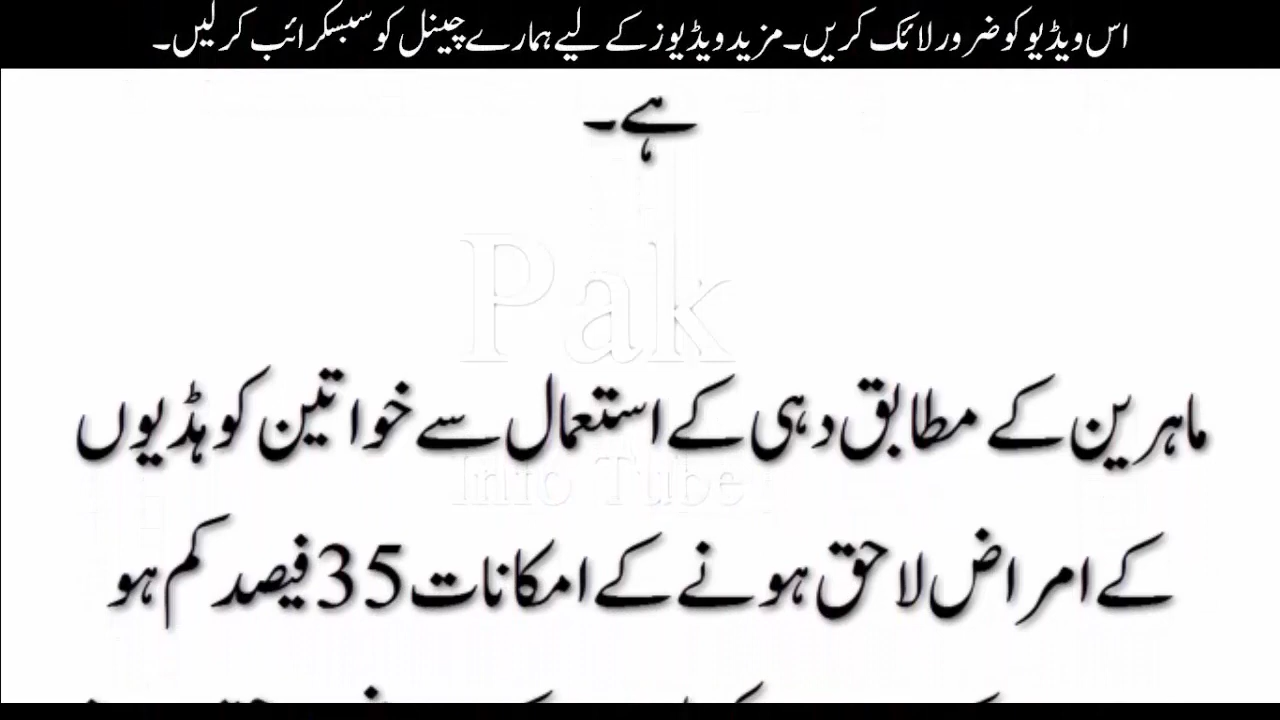 اس ویڈیو کو ضرور لائک کریں۔ مزید ویڈیوز کے لیے ہمارے چینل کو سبسکرائب کر لیں۔
ہے۔
Pak
ماہرین کے مطابق دہی کے استعمال سے خواتین کو ہڈیوں
Info Tube
کے امراض لاحق ہونے کے امکانات 35 فیصد کم ہو